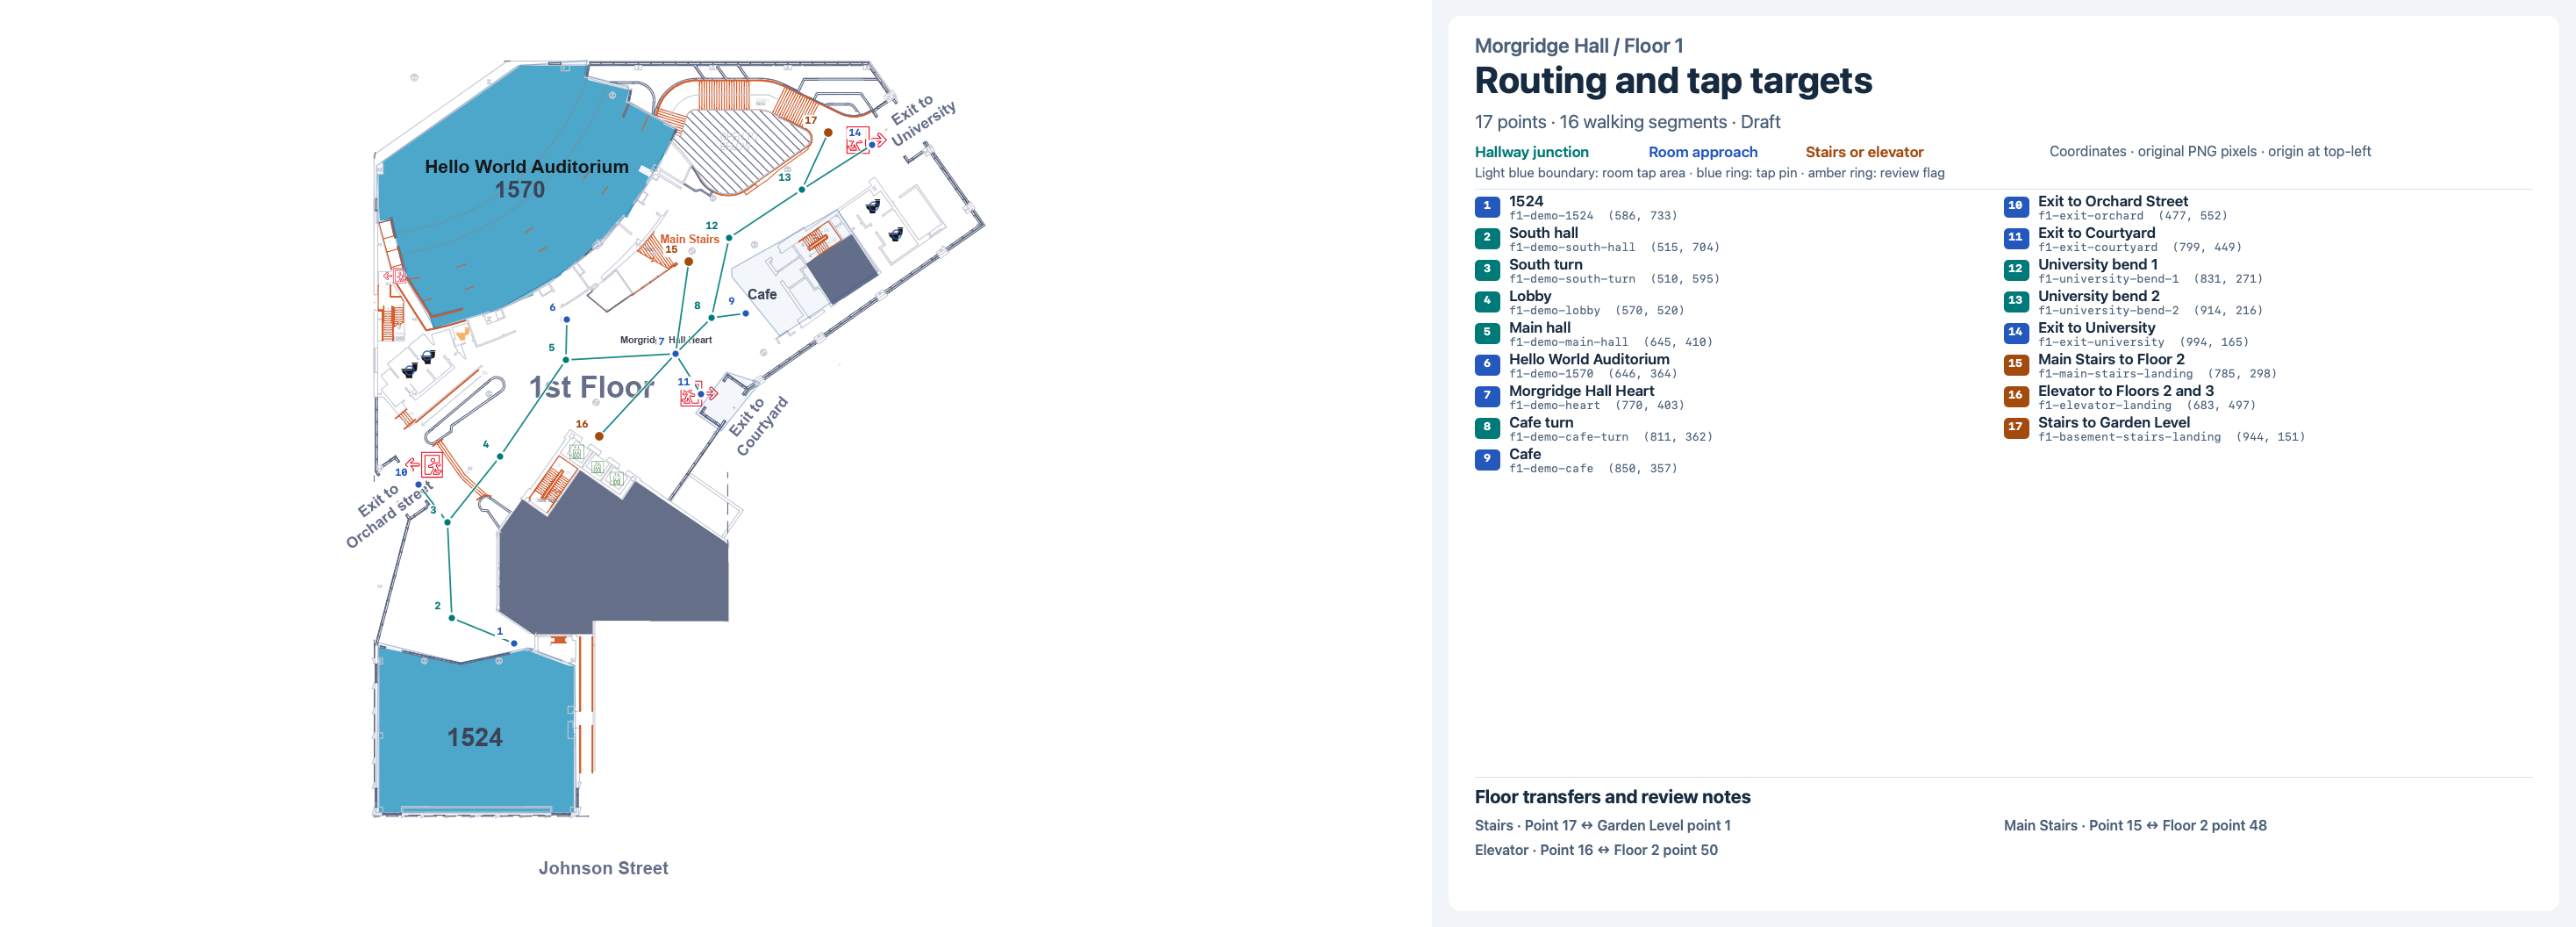 Exit to
University
17
14
Hello World Auditorium
1570
13
12
Main Stairs
15
Cafe
8
9
6
7
5
11
1st Floor
Exit to
Courtyard
16
4
10
Exit to
Orchard street
3
2
1
1524
Johnson Street
Morgridge Hall / Floor 1
Routing and tap targets
17 points · 16 walking segments · Draft
Hallway junction Room approach Stairs or elevator Coordinates · original PNG pixels · origin at top-left
Light blue boundary: room tap area · blue ring: tap pin · amber ring: review flag
1 1524
f1-demo-1524 (586, 733)
2 South hall
f1-demo-south-hall (515, 704)
3 South turn
f1-demo-south-turn (510, 595)
4 Lobby
f1-demo-lobby (570, 520)
5 Main hall
f1-demo-main-hall (645, 410)
6 Hello World Auditorium
f1-demo-1570 (646, 364)
7 Morgridge Hall Heart
f1-demo-heart (770, 403)
8 Cafe turn
f1-demo-cafe-turn (811, 362)
9 Cafe
f1-demo-cafe (850, 357)
10 Exit to Orchard Street
f1-exit-orchard (477, 552)
11 Exit to Courtyard
f1-exit-courtyard (799, 449)
12 University bend 1
f1-university-bend-1 (831, 271)
13 University bend 2
f1-university-bend-2 (914, 216)
14 Exit to University
f1-exit-university (994, 165)
15 Main Stairs to Floor 2
f1-main-stairs-landing (785, 298)
16 Elevator to Floors 2 and 3
f1-elevator-landing (683, 497)
17 Stairs to Garden Level
f1-basement-stairs-landing (944, 151)
Floor transfers and review notes
Stairs · Point 17 ↔ Garden Level point 1
Main Stairs · Point 15 ↔ Floor 2 point 48
Elevator · Point 16 ↔ Floor 2 point 50